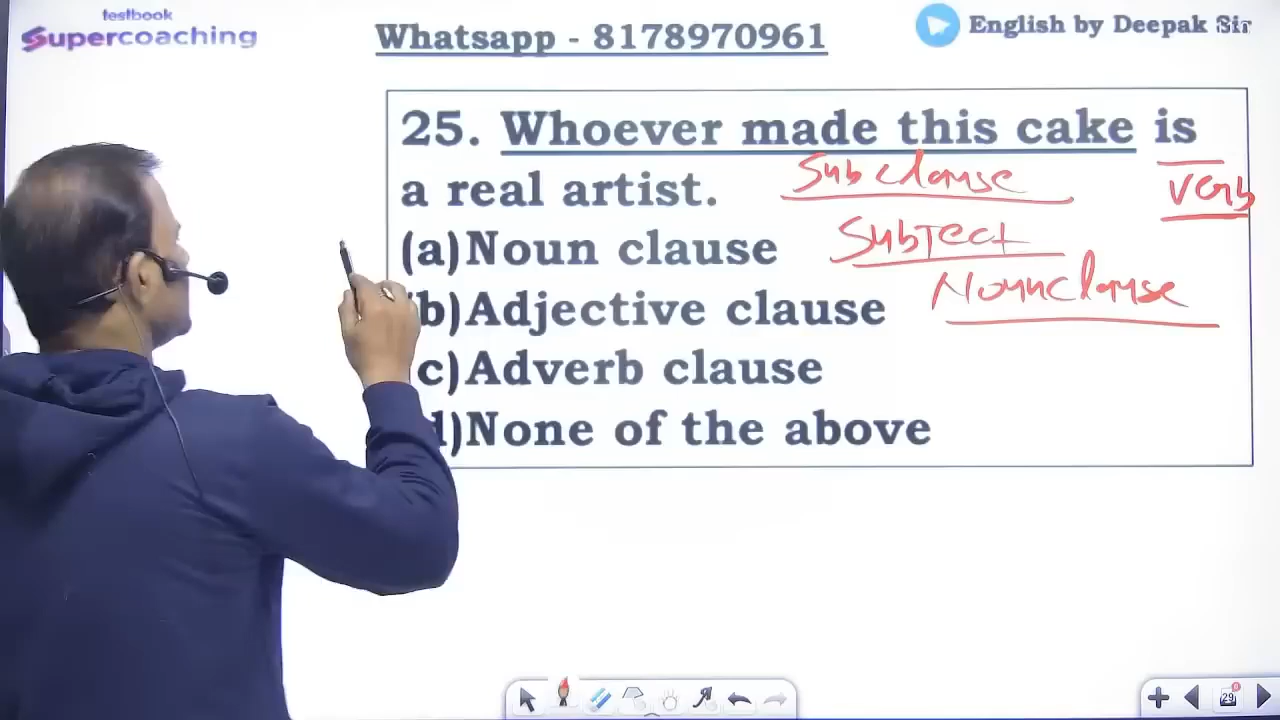 testbook
Supercoaching
Whatsapp - 8178970961
English by Deepak Sir
25. Whoever made this cake is
a real artist.
Sub clause
Verb
(a)Noun clause
Subject
Noun clause
b)Adjective clause
c)Adverb clause
d)None of the above
29